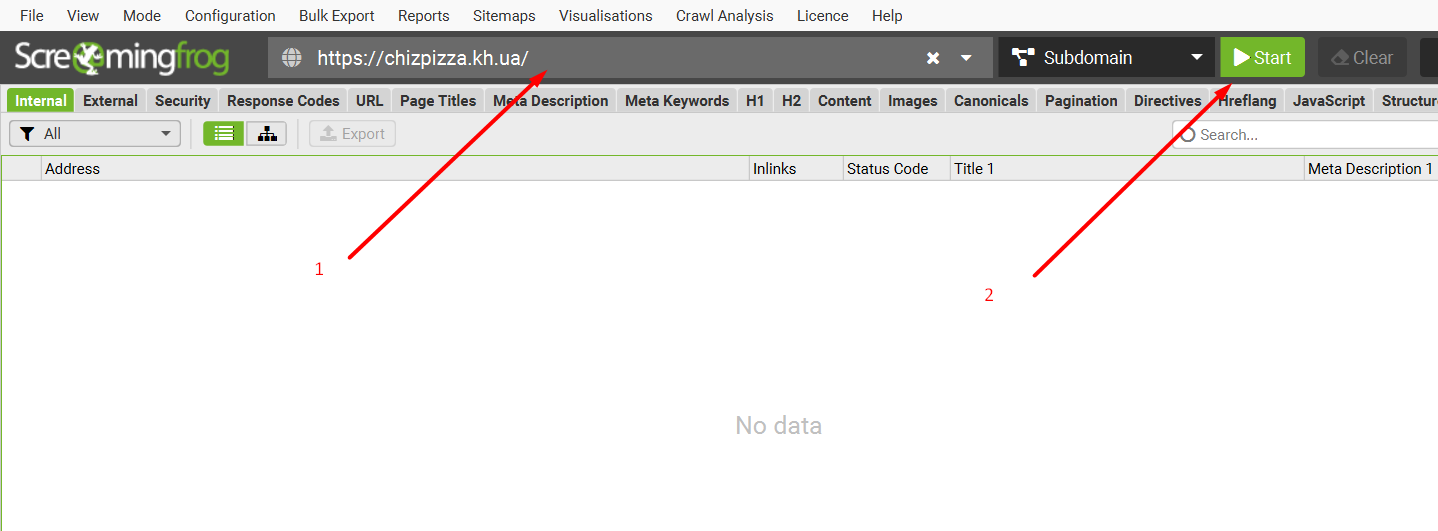 File View Mode Configuration Bulk Export Reports Sitemaps Visualisations Crawl Analysis Licence Help
Screamingfrog https://chizpizza.kh.ua/ Subdomain Start Clear
Internal External Security Response Codes URL Page Titles Meta Description Meta Keywords H1 H2 Content Images Canonicals Pagination Directives Hreflang JavaScript Structure
All Export Search...
Address Inlinks Status Code Title 1 Meta Description 1
1
2
No data